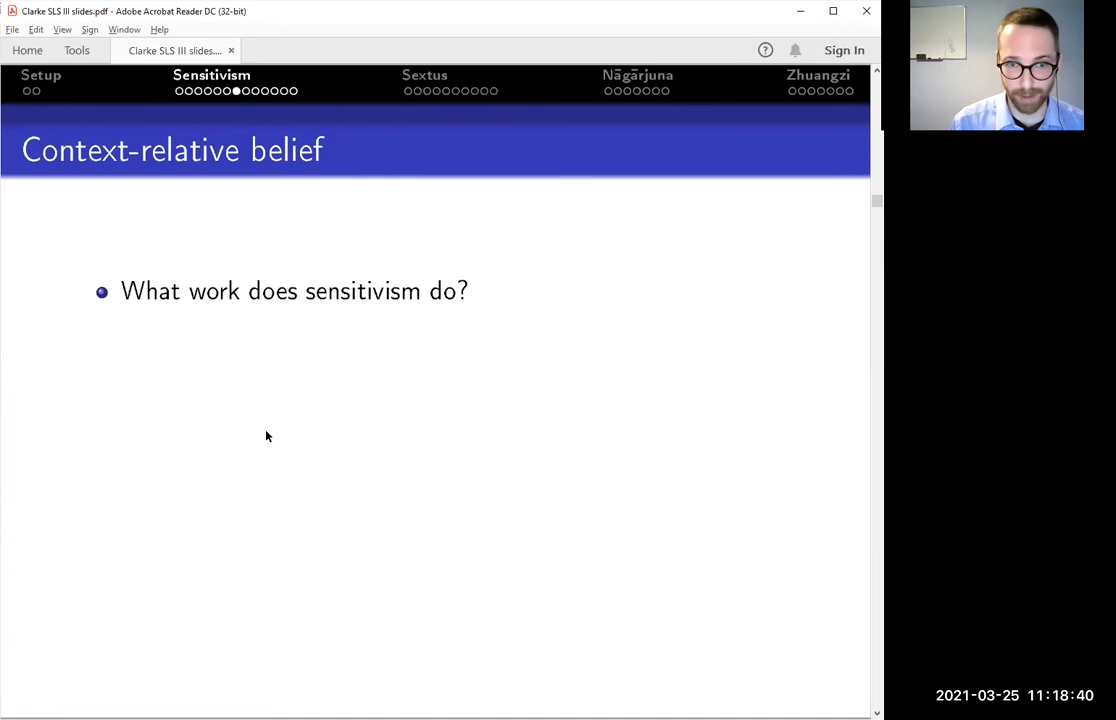 Clarke SLS III slides.pdf - Adobe Acrobat Reader DC (32-bit)
File Edit View Sign Window Help
Home Tools Clarke SLS III slides.... × ? Sign In
Setup Sensitivism Sextus Nāgārjuna Zhuangzi
Context-relative belief
What work does sensitivism do?
2021-03-25 11:18:40